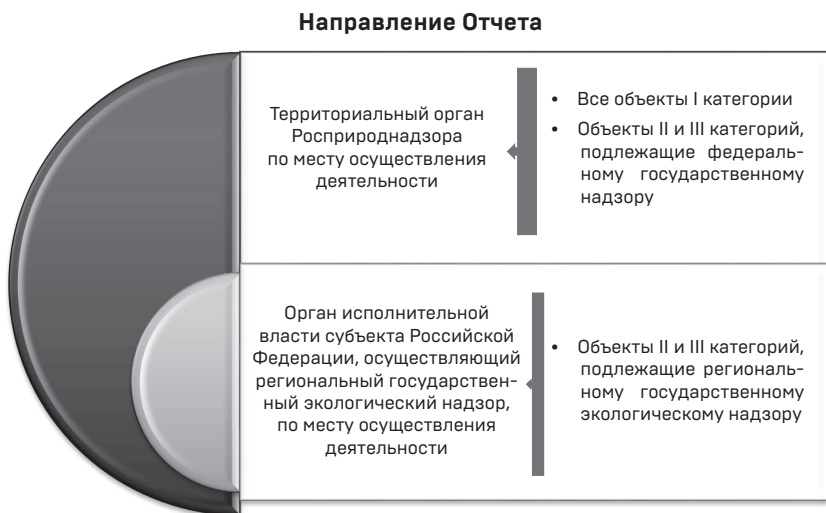 Направление Отчета
Территориальный орган
Росприроднадзора
по месту осуществления
деятельности
• Все объекты I категории
• Объекты II и III категорий,
подлежащие федераль-
ному государственному
надзору
Орган исполнительной
власти субъекта Российской
Федерации, осуществляющий
региональный государствен-
ный экологический надзор,
по месту осуществления
деятельности
• Объекты II и III категорий,
подлежащие региональ-
ному государственному
экологическому надзору